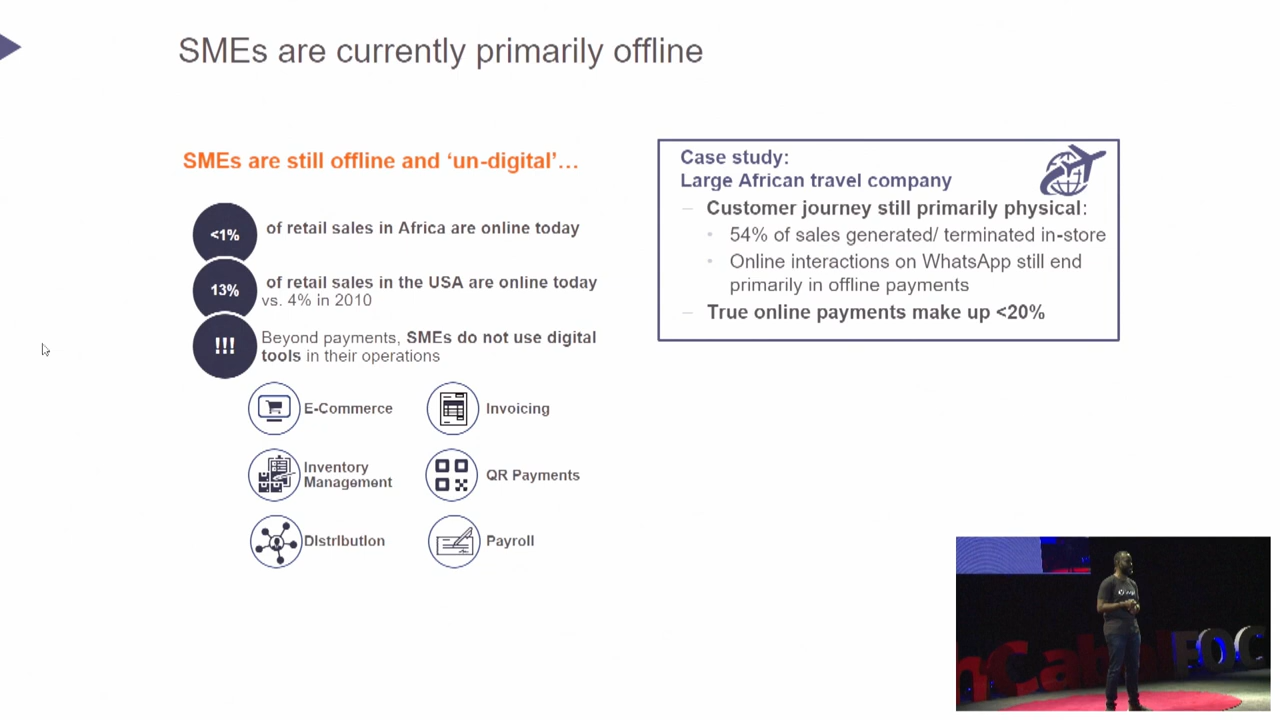 SMEs are currently primarily offline
SMEs are still offline and ‘un-digital’…
<1%
of retail sales in Africa are online today
13%
of retail sales in the USA are online today
vs. 4% in 2010
!!!
Beyond payments, SMEs do not use digital
tools in their operations
E-Commerce
Invoicing
Inventory
Management
QR Payments
Distribution
Payroll
Case study:
Large African travel company
– Customer journey still primarily physical:
• 54% of sales generated/ terminated in-store
• Online interactions on WhatsApp still end
primarily in offline payments
– True online payments make up <20%
nCabal FOC